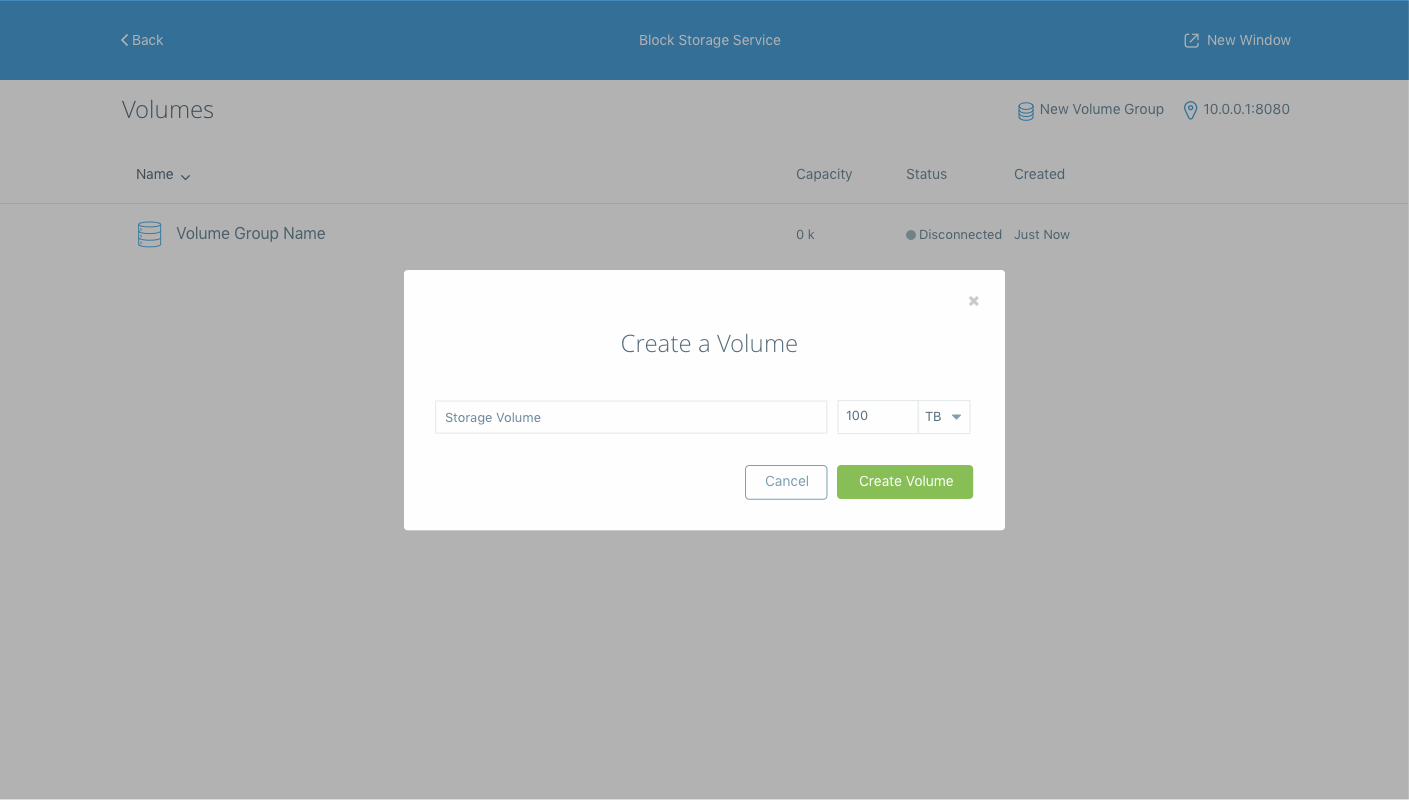 Back
Block Storage Service
New Window
Volumes
New Volume Group
10.0.0.1:8080
Name
Capacity
Status
Created
Volume Group Name
0 k
Disconnected
Just Now
Create a Volume
Storage Volume
100
TB
Cancel
Create Volume